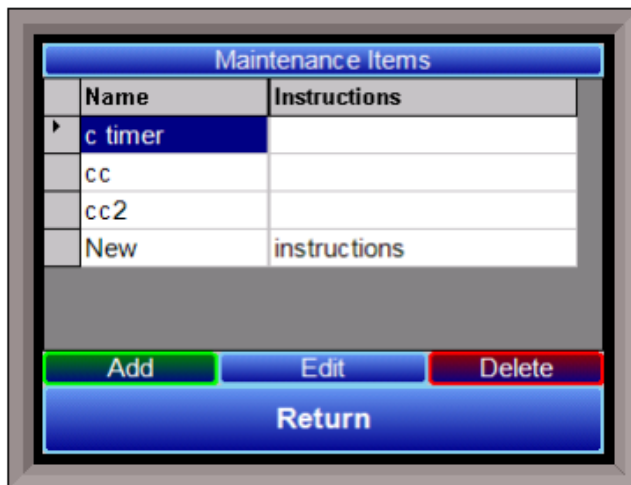 Maintenance Items
Name Instructions
c timer
cc
cc2
New instructions
Add Edit Delete
Return